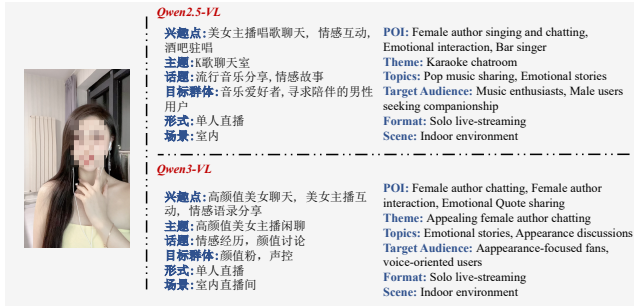 Qwen2.5-VL
兴趣点:美女主播唱歌聊天, 情感互动,
酒吧驻唱
主题:K歌聊天室
话题:流行音乐分享,情感故事
目标群体:音乐爱好者,寻求陪伴的男性
用户
形式:单人直播
场景:室内
POI: Female author singing and chatting,
Emotional interaction, Bar singer
Theme: Karaoke chatroom
Topics: Pop music sharing, Emotional stories
Target Audience: Music enthusiasts, Male users
seeking companionship
Format: Solo live-streaming
Scene: Indoor environment
Qwen3-VL
兴趣点:高颜值美女聊天, 美女主播互
动, 情感语录分享
主题:高颜值美女主播闲聊
话题:情感经历, 颜值讨论
目标群体:颜值粉, 声控
形式:单人直播
场景:室内直播间
POI: Female author chatting, Female author
interaction, Emotional Quote sharing
Theme: Appealing female author chatting
Topics: Emotional stories, Appearance discussions
Target Audience: Aappearance-focused fans,
voice-oriented users
Format: Solo live-streaming
Scene: Indoor environment